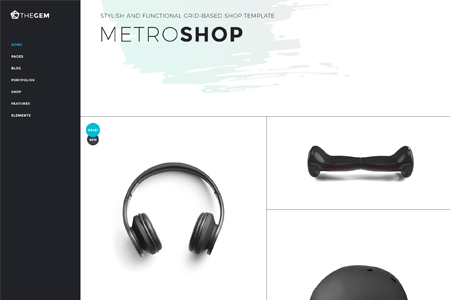 THEGEM
HOME
PAGES
BLOG
PORTFOLIOS
SHOP
FEATURES
ELEMENTS
STYLISH AND FUNCTIONAL GRID-BASED SHOP TEMPLATE
METROSHOP
SALE!
NEW